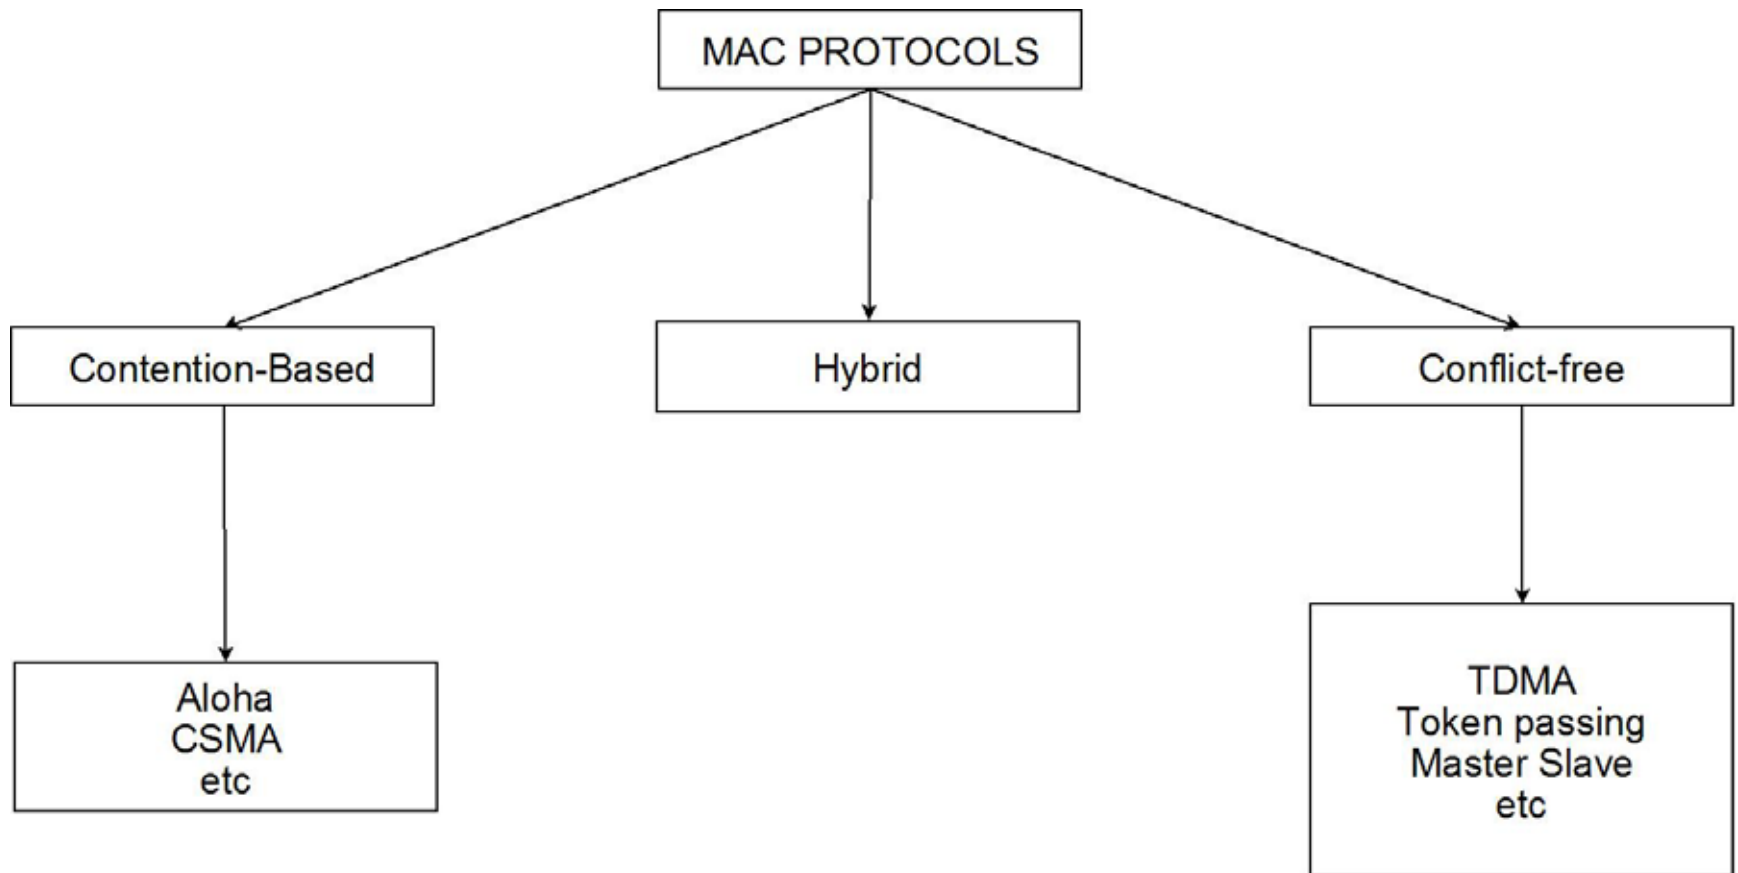 MAC PROTOCOLS
Contention-Based
Hybrid
Conflict-free
Aloha
CSMA
etc
TDMA
Token passing
Master Slave
etc